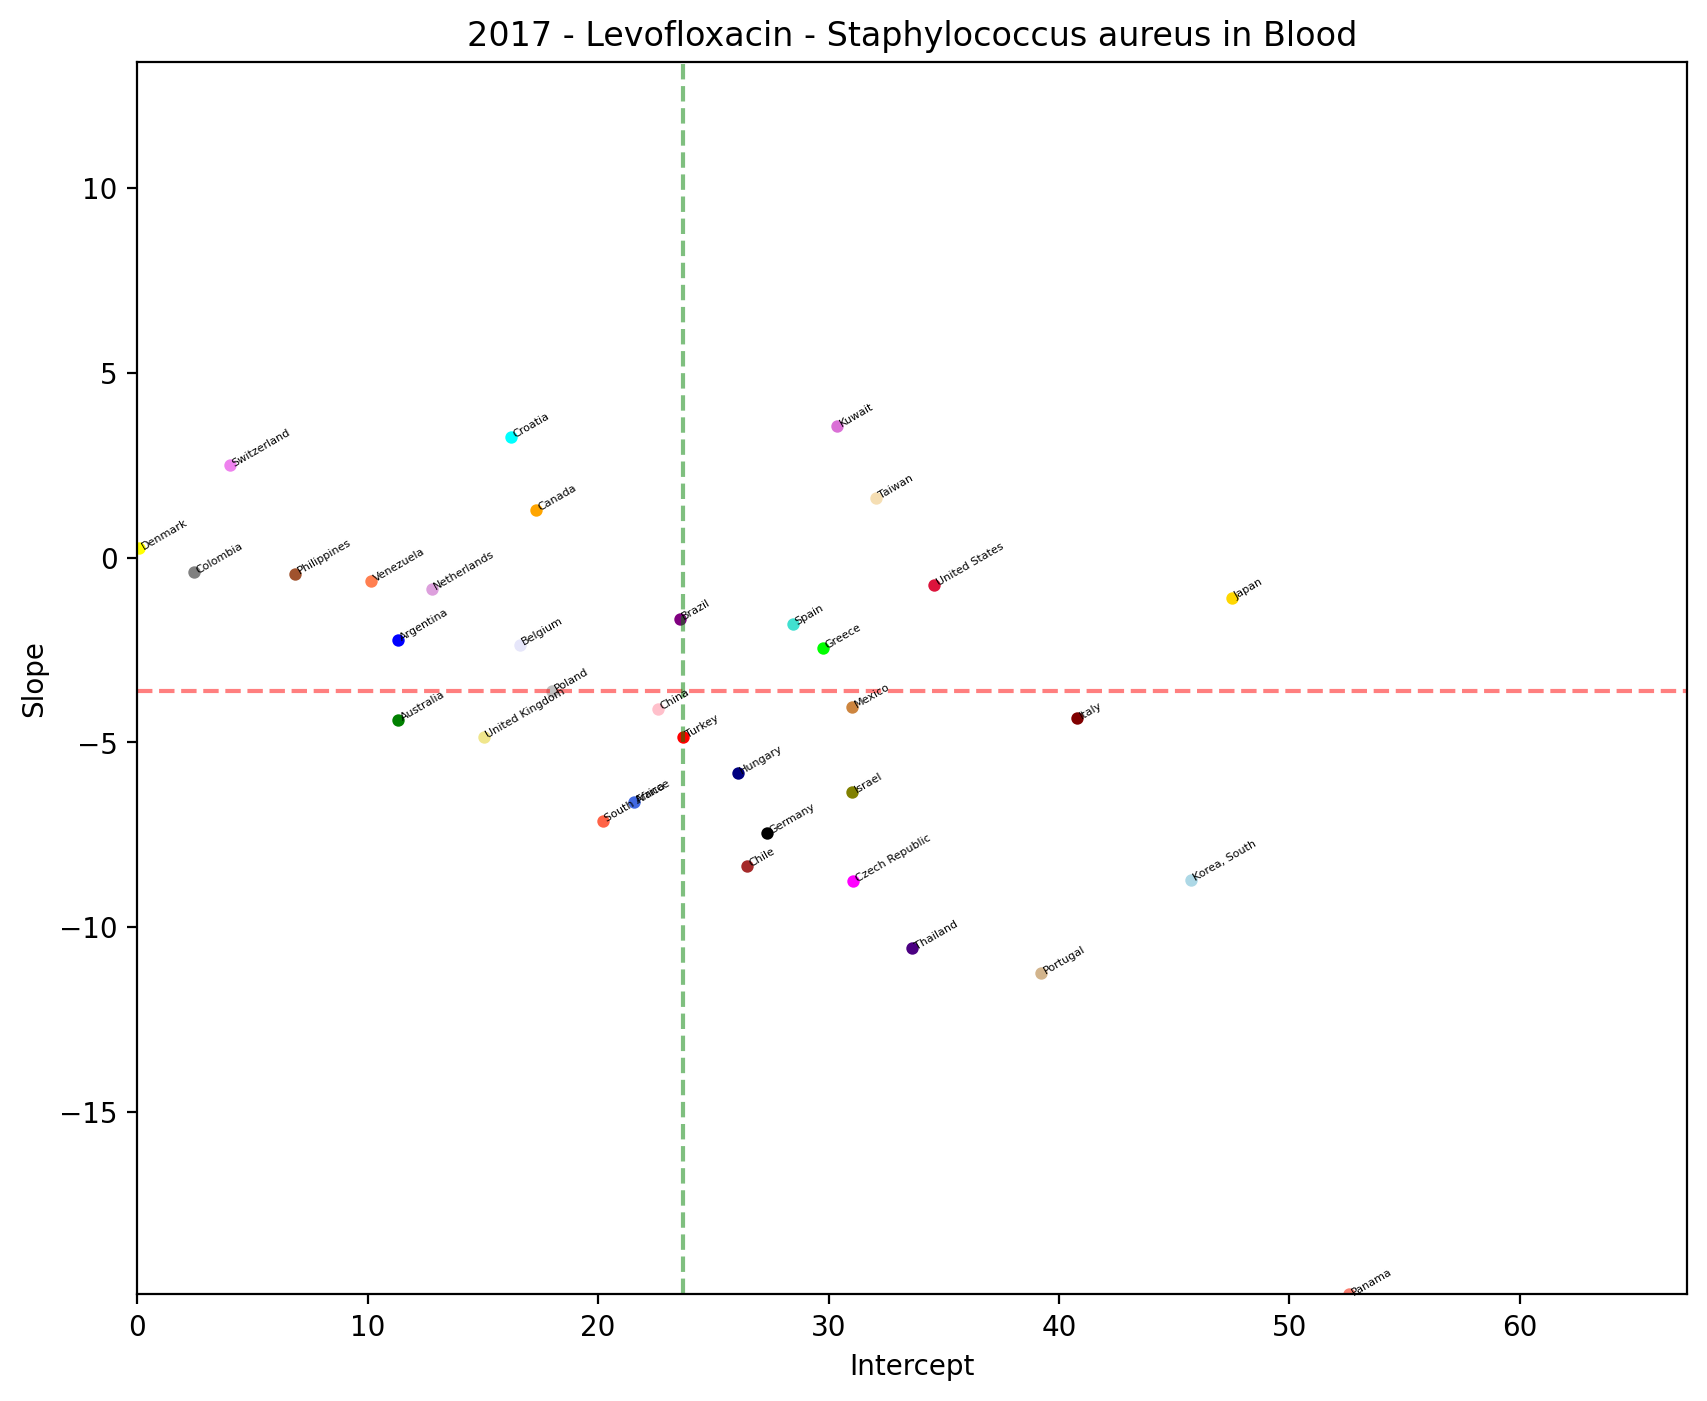 2017 - Levofloxacin - Staphylococcus aureus in Blood
10
5
0
−5
−10
−15
Slope
Kuwait
Croatia
Switzerland
Taiwan
Canada
Denmark
Colombia
Philippines
Venezuela
Netherlands
United States
Japan
Brazil
Spain
Argentina
Belgium
Greece
Poland
Mexico
China
Italy
Australia
United Kingdom
Turkey
Hungary
Israel
France
South Africa
Germany
Chile
Czech Republic
Korea, South
Thailand
Portugal
Panama
0
10
20
30
40
50
60
Intercept